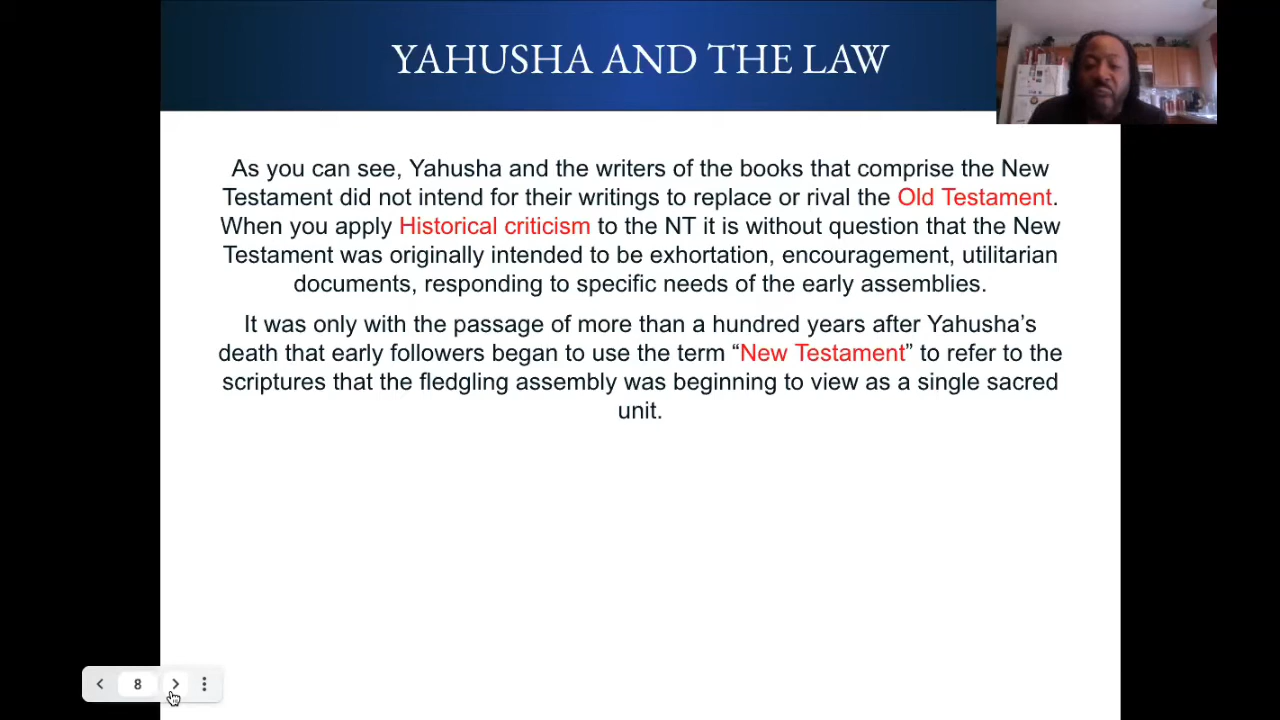 YAHUSHA AND THE LAW
As you can see, Yahusha and the writers of the books that comprise the New
Testament did not intend for their writings to replace or rival the Old Testament.
When you apply Historical criticism to the NT it is without question that the New
Testament was originally intended to be exhortation, encouragement, utilitarian
documents, responding to specific needs of the early assemblies.
It was only with the passage of more than a hundred years after Yahusha’s
death that early followers began to use the term “New Testament” to refer to the
scriptures that the fledgling assembly was beginning to view as a single sacred
unit.
8